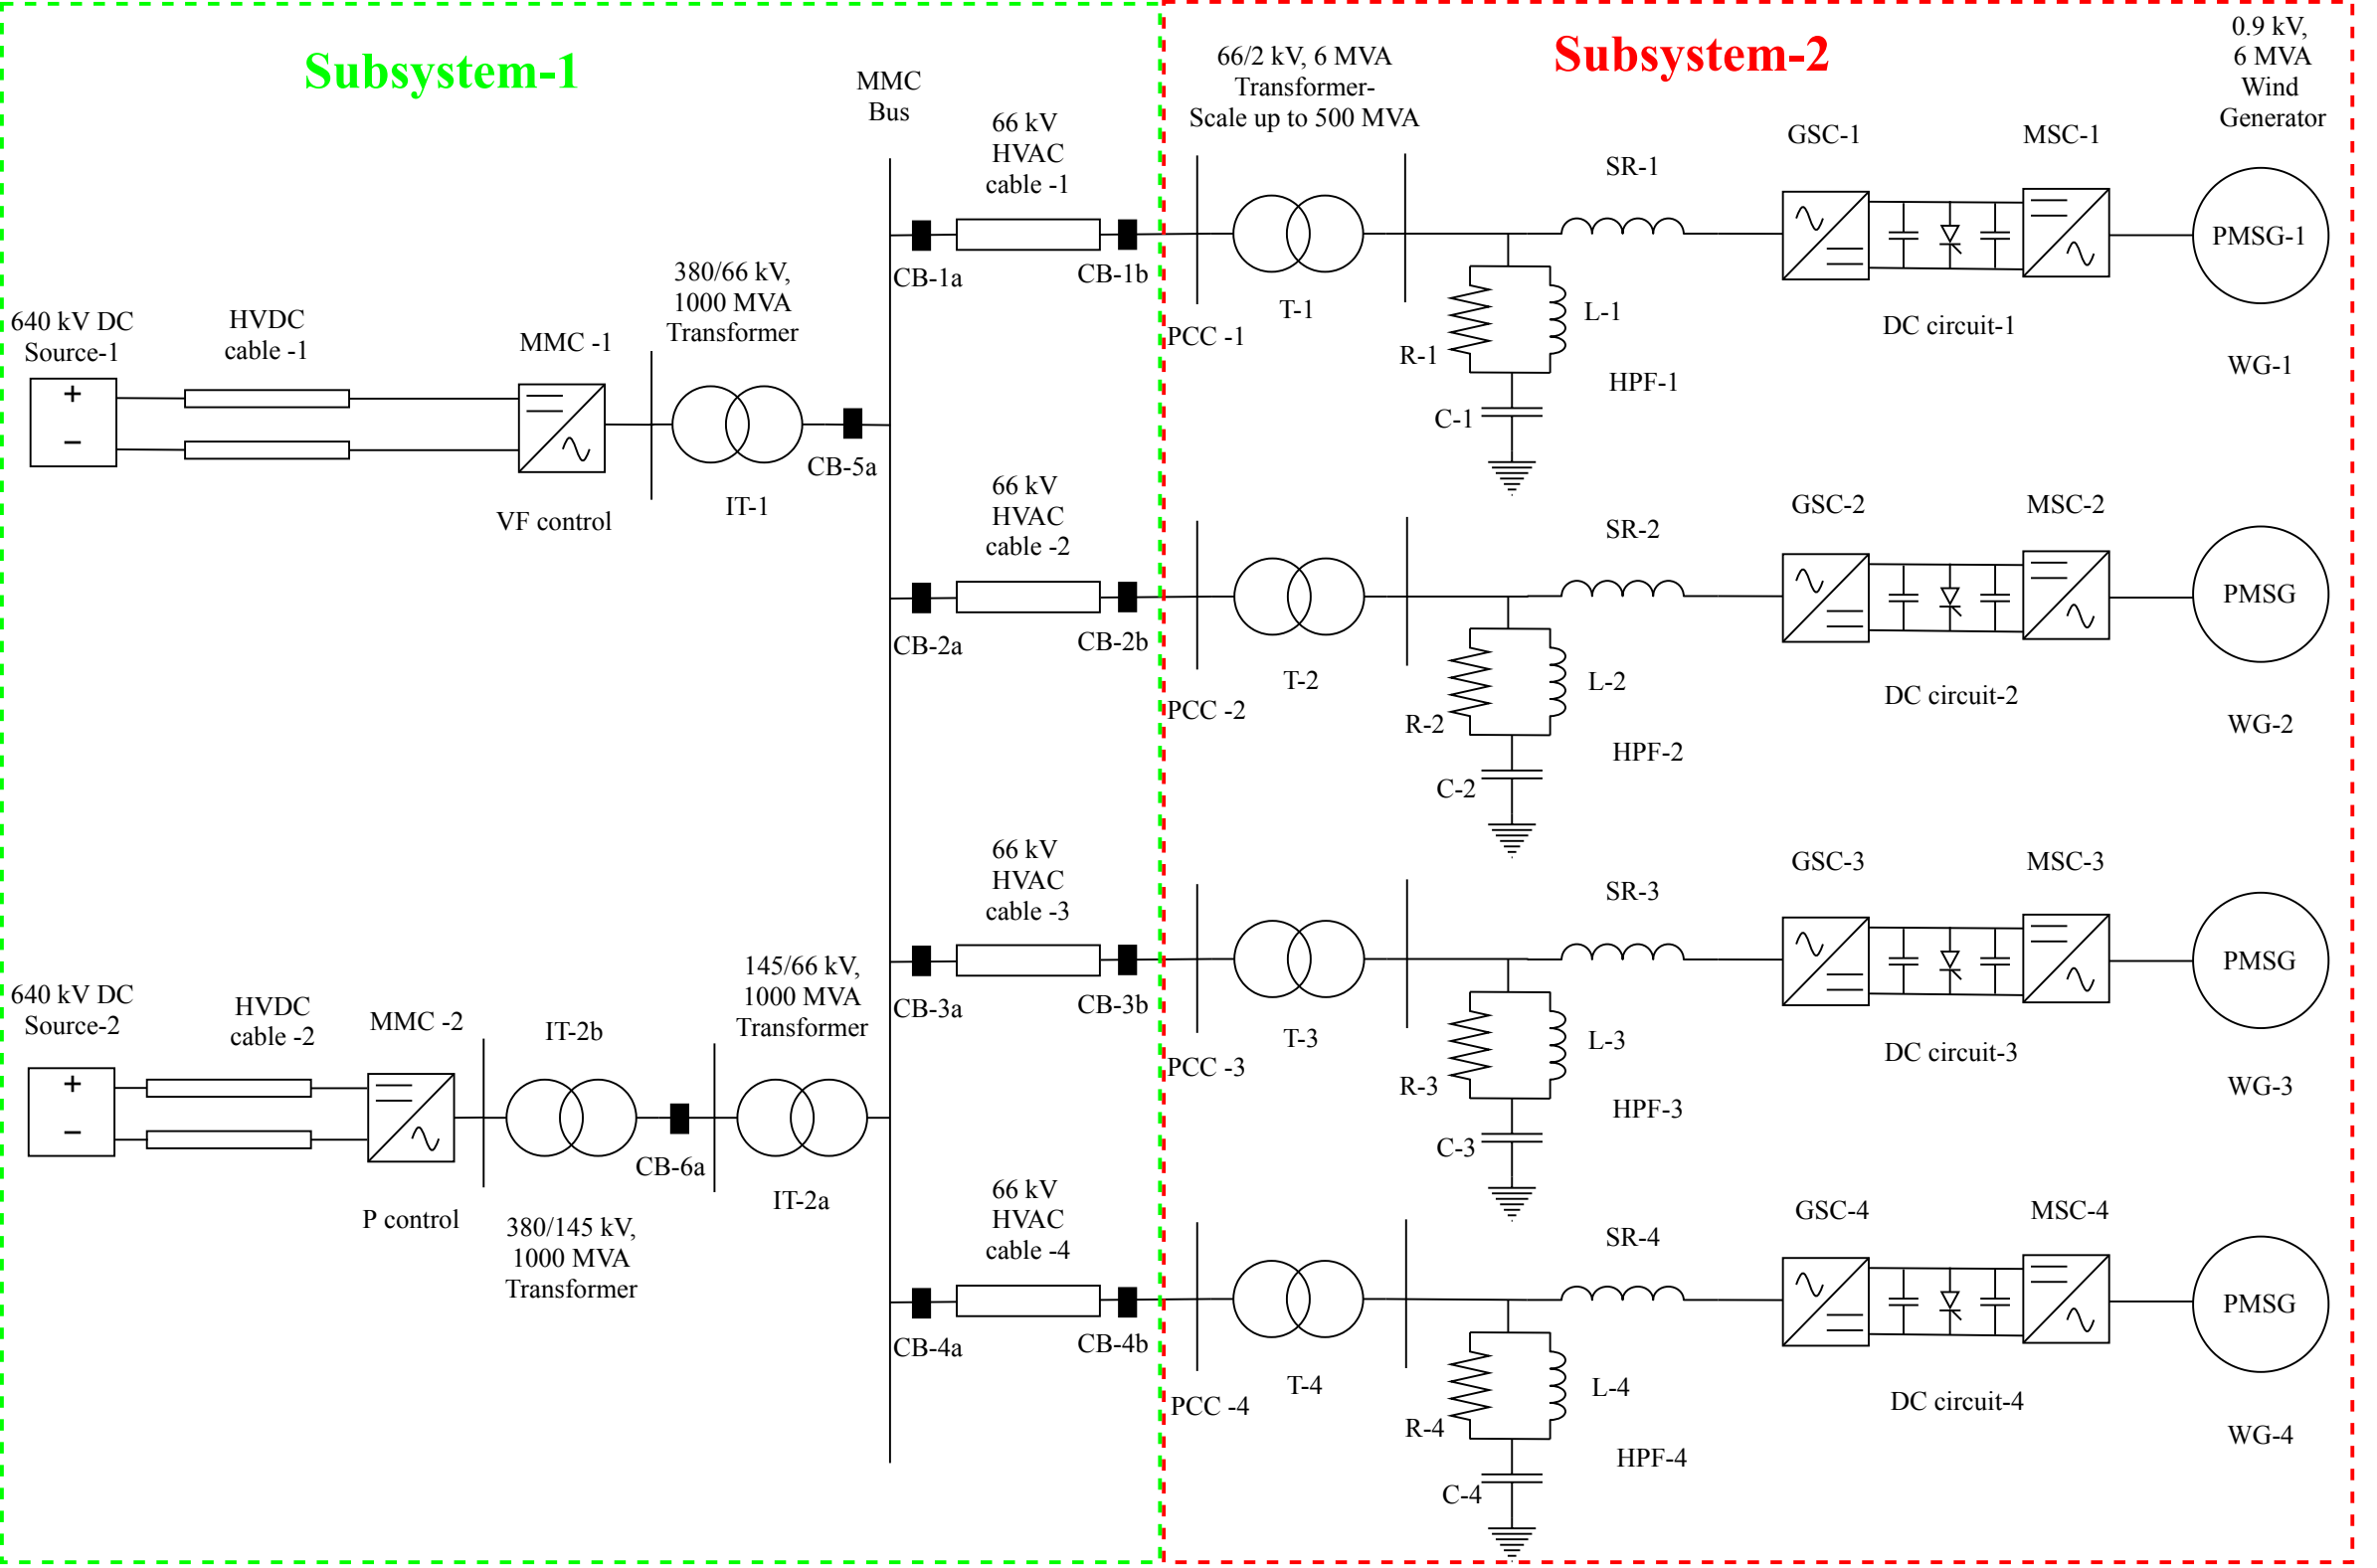 Subsystem-1
Subsystem-2
0.9 kV,
6 MVA
Wind
Generator
MMC
Bus
66/2 kV, 6 MVA
Transformer-
Scale up to 500 MVA
66 kV
HVAC
cable -1
GSC-1
MSC-1
SR-1
PMSG-1
CB-1a
CB-1b
380/66 kV,
1000 MVA
Transformer
T-1
L-1
DC circuit-1
640 kV DC
Source-1
HVDC
cable -1
MMC -1
PCC -1
R-1
HPF-1
WG-1
+
−
C-1
CB-5a
IT-1
VF control
66 kV
HVAC
cable -2
GSC-2
MSC-2
SR-2
PMSG
CB-2a
CB-2b
T-2
L-2
DC circuit-2
PCC -2
R-2
HPF-2
WG-2
C-2
66 kV
HVAC
cable -3
GSC-3
MSC-3
SR-3
PMSG
145/66 kV,
1000 MVA
Transformer
CB-3a
CB-3b
640 kV DC
Source-2
HVDC
cable -2
MMC -2
IT-2b
T-3
L-3
DC circuit-3
PCC -3
R-3
HPF-3
WG-3
+
−
C-3
CB-6a
IT-2a
P control
380/145 kV,
1000 MVA
Transformer
66 kV
HVAC
cable -4
GSC-4
MSC-4
SR-4
PMSG
CB-4a
CB-4b
T-4
L-4
DC circuit-4
PCC -4
R-4
HPF-4
WG-4
C-4